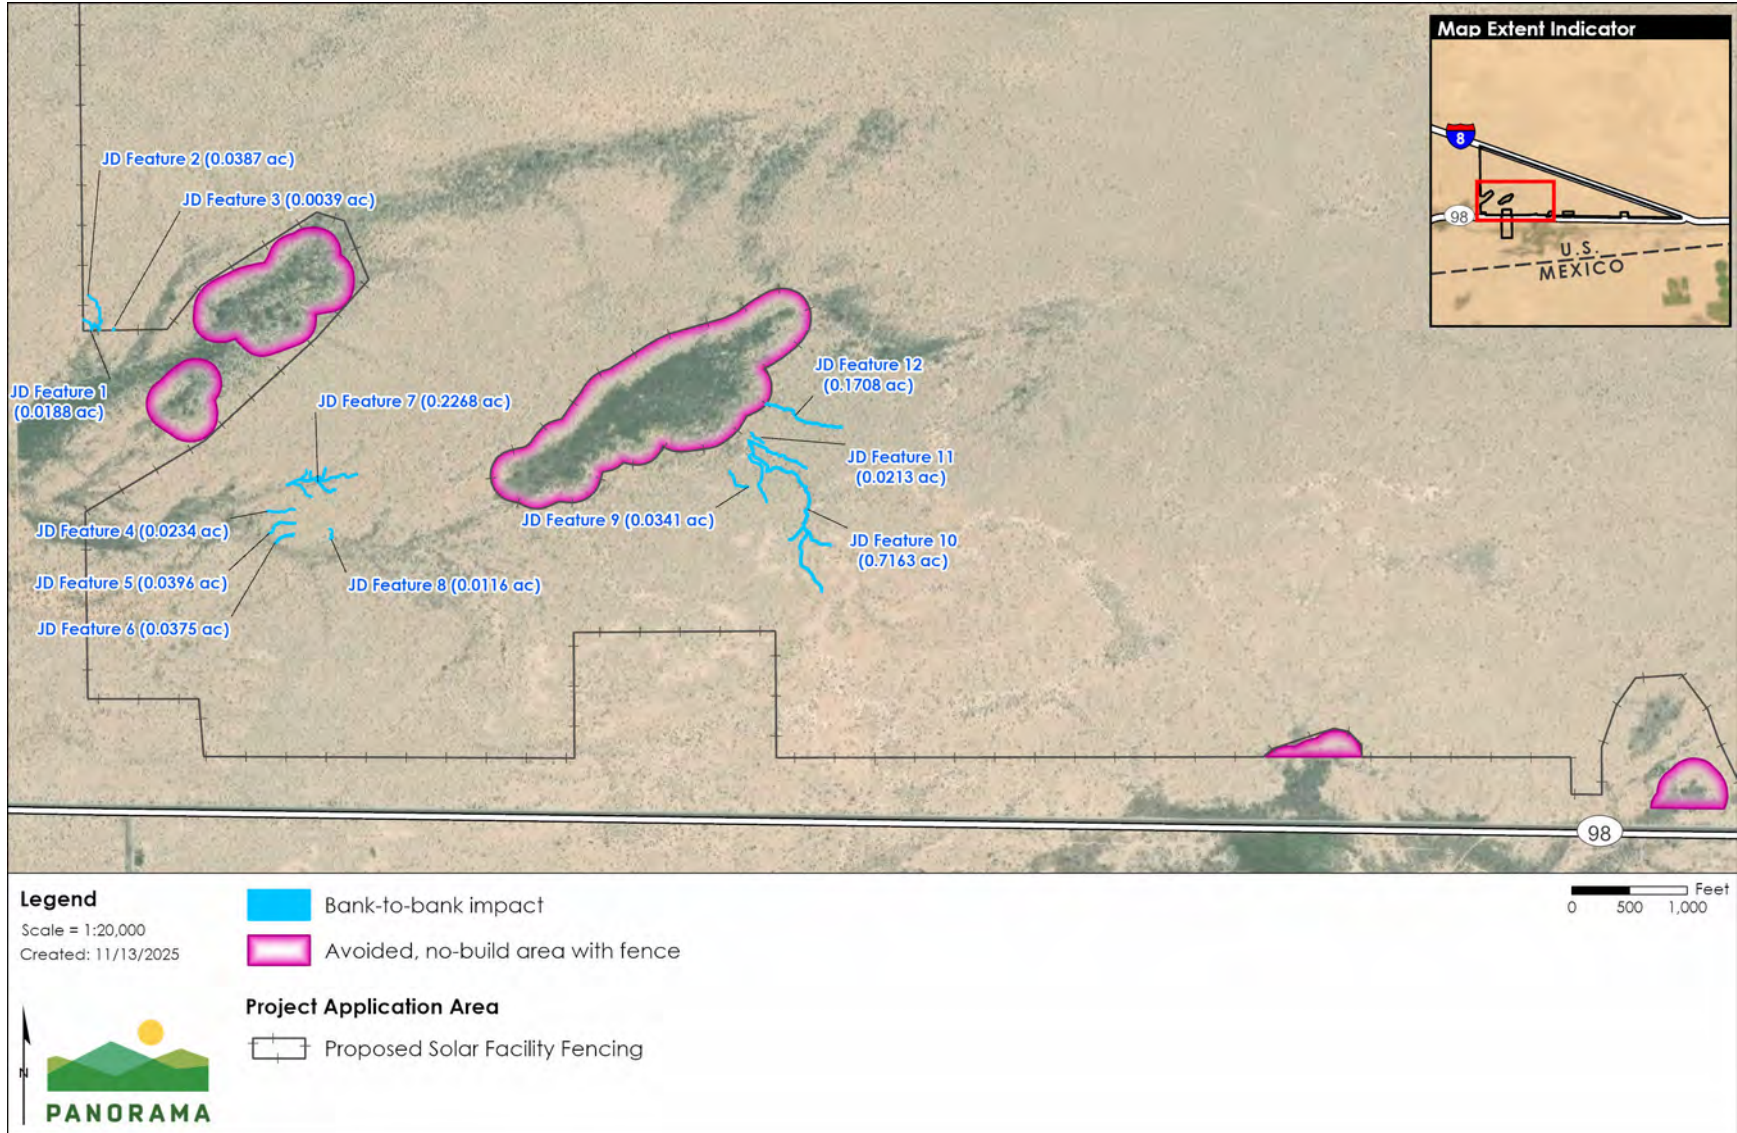 Map Extent Indicator
8
98
U.S.
MEXICO
JD Feature 2 (0.0387 ac)
JD Feature 3 (0.0039 ac)
JD Feature 1
(0.0188 ac)
JD Feature 7 (0.2268 ac)
JD Feature 12
(0.1708 ac)
JD Feature 11
(0.0213 ac)
JD Feature 4 (0.0234 ac)
JD Feature 9 (0.0341 ac)
JD Feature 10
(0.7163 ac)
JD Feature 5 (0.0396 ac)
JD Feature 8 (0.0116 ac)
JD Feature 6 (0.0375 ac)
98
Legend
Scale = 1:20,000
Created: 11/13/2025
Bank-to-bank impact
Avoided, no-build area with fence
Project Application Area
Proposed Solar Facility Fencing
Feet
0 500 1,000
N
PANORAMA